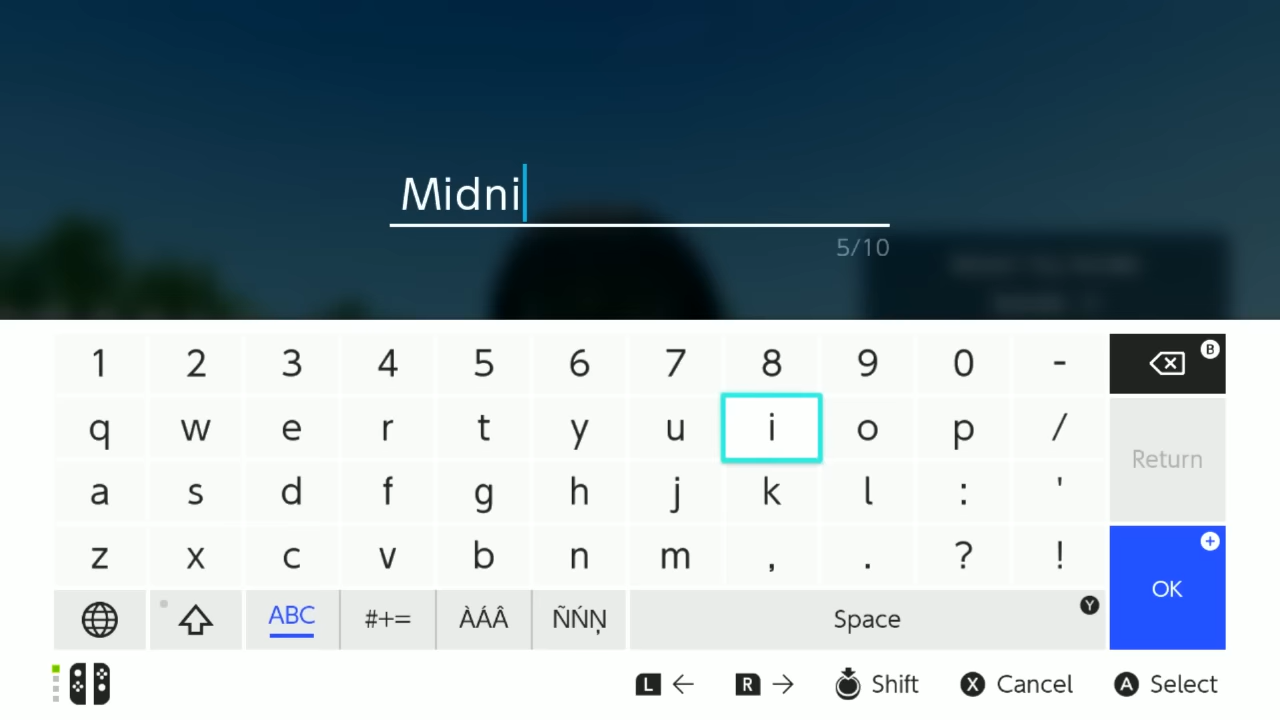 Midni
5/10
1 2 3 4 5 6 7 8 9 0 - B
q w e r t y u i o p / Return
a s d f g h j k l : '
z x c v b n m , . ? ! + OK
ABC #+= ÀÁÂ ÑŃŅ Space Y
L ← R → Shift X Cancel A Select